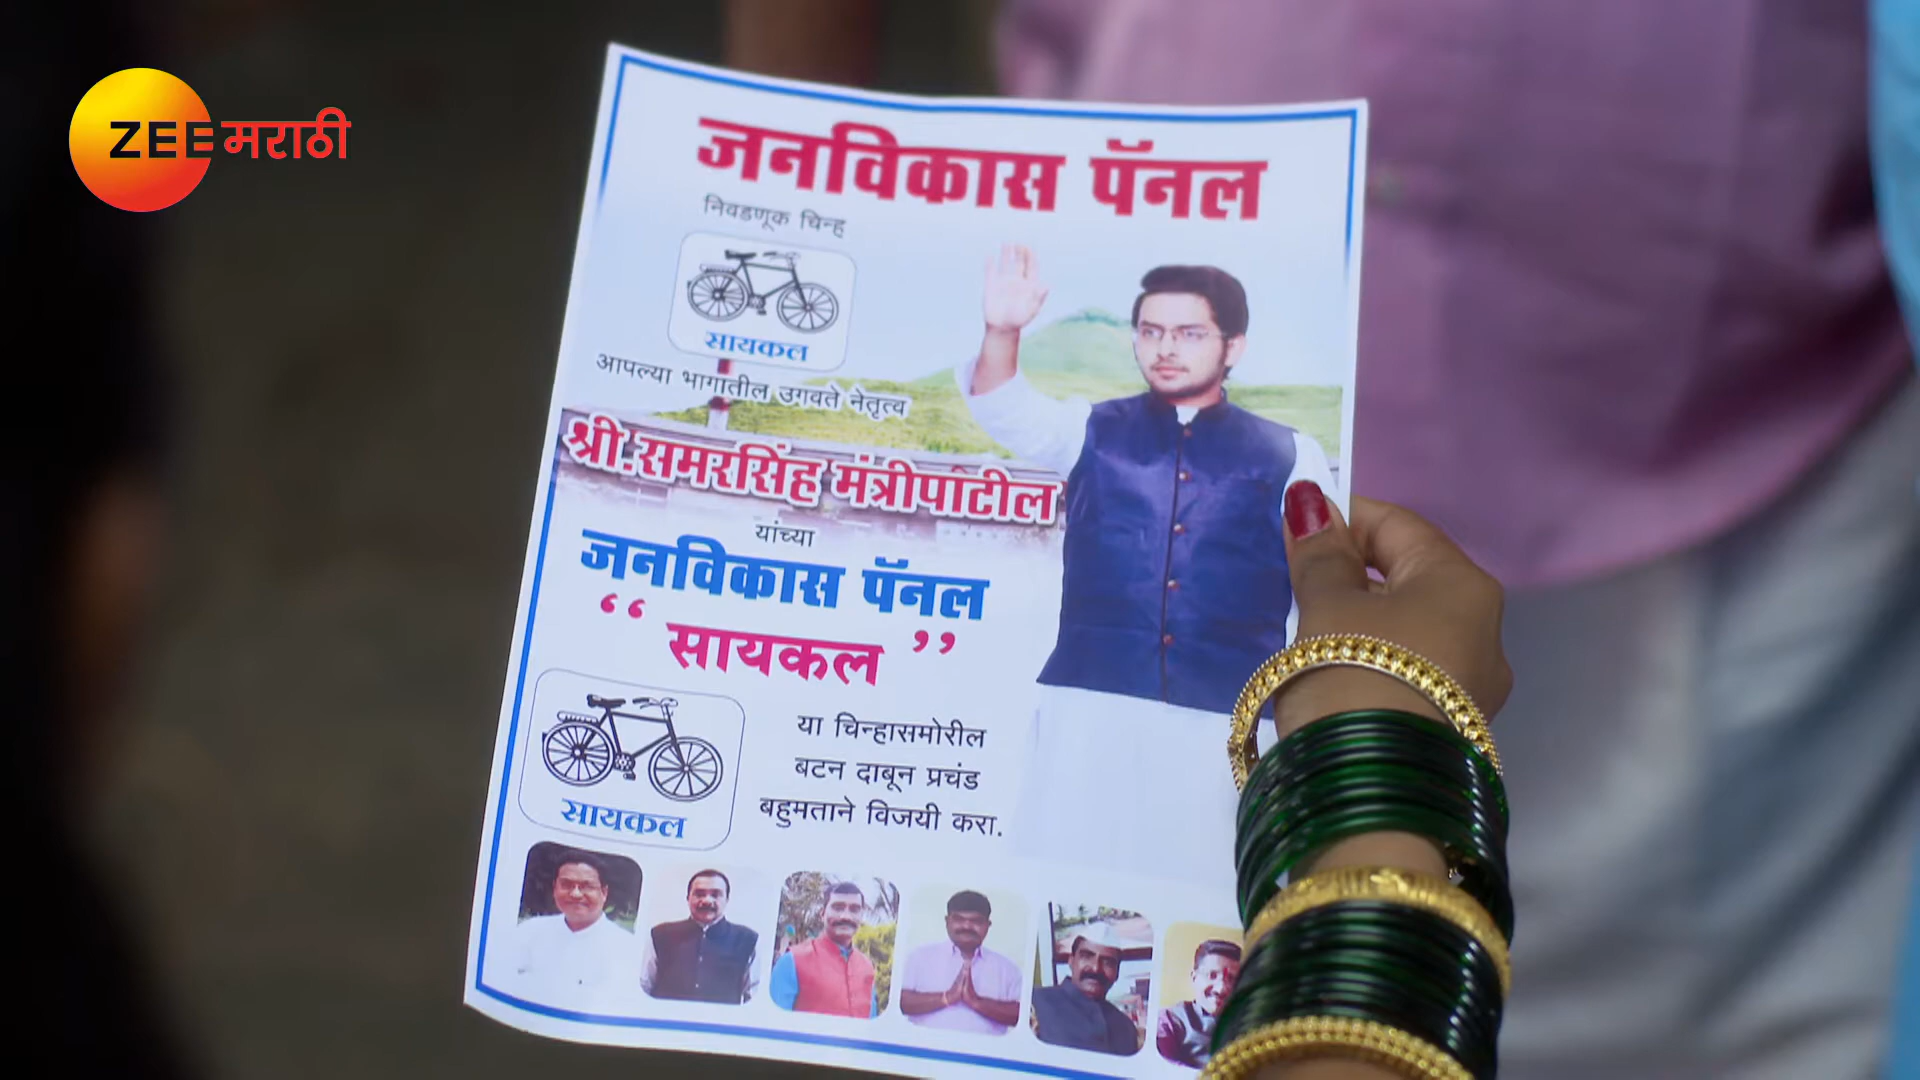 ZEE मराठी
जनविकास पॅनल
निवडणूक चिन्ह
सायकल
आपल्या भागातील उगवते नेतृत्व
श्री.समरसिंह मंत्रीपाटील
यांच्या
जनविकास पॅनल
“ सायकल ”
या चिन्हासमोरील
बटन दाबून प्रचंड
बहुमताने विजयी करा.
सायकल